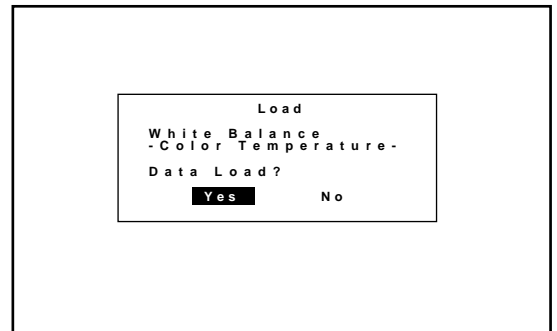 Load
White Balance
-Color Temperature-
Data Load?
Yes No